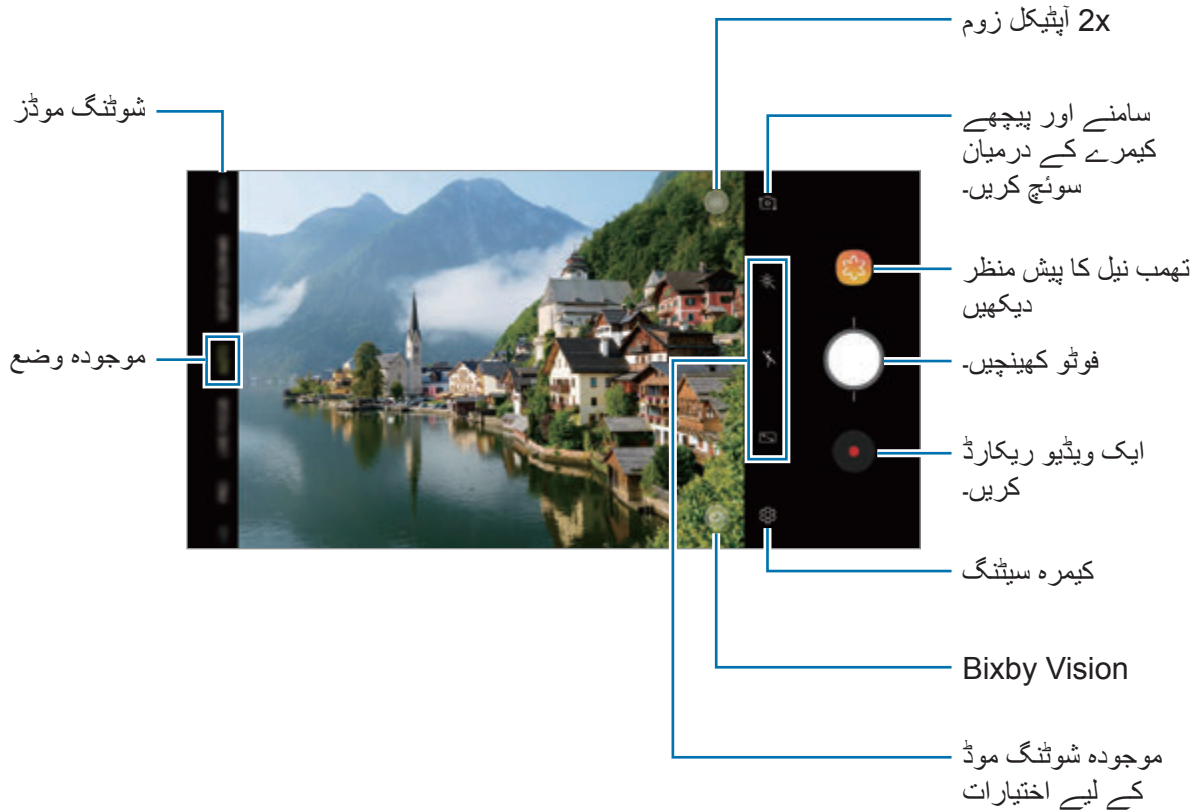 2x آپٹیکل زوم
شوٹنگ موڈز
سامنے اور پیچھے
کیمرے کے درمیان
سوئچ کریں۔
تھمب نیل کا پیش منظر
دیکھیں
موجودہ وضع
فوٹو کھینچیں۔
ایک ویڈیو ریکارڈ
کریں۔
کیمرہ سیٹنگ
Bixby Vision
موجودہ شوٹنگ موڈ
کے لیے اختیارات